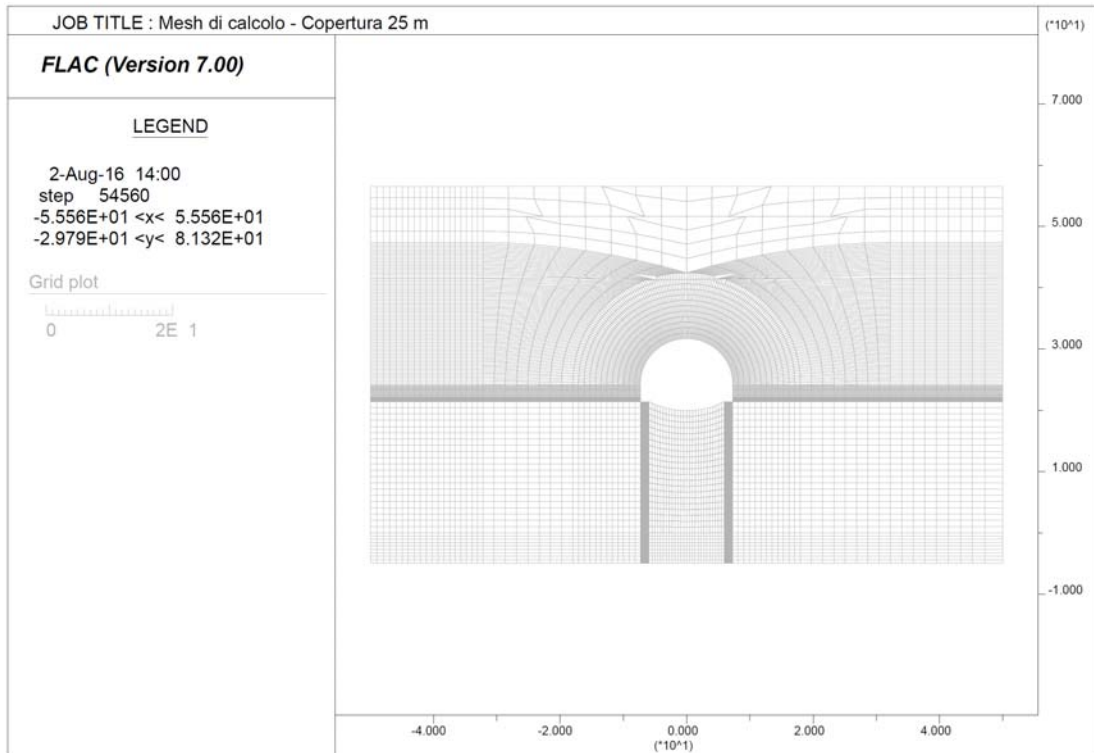 JOB TITLE : Mesh di calcolo - Copertura 25 m
(*10^1)
FLAC (Version 7.00)
LEGEND
2-Aug-16 14:00
step 54560
-5.556E+01 <x< 5.556E+01
-2.979E+01 <y< 8.132E+01
Grid plot
0 2E 1
7.000
5.000
3.000
1.000
-1.000
-4.000 -2.000 0.000 2.000 4.000
(*10^1)